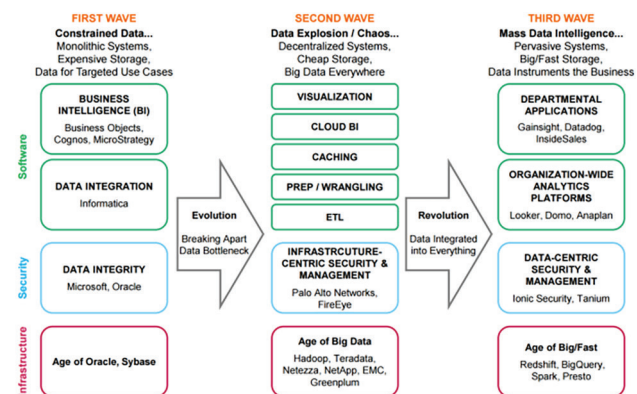 FIRST WAVE
Constrained Data...
Monolithic Systems,
Expensive Storage,
Data for Targeted Use Cases
SECOND WAVE
Data Explosion / Chaos...
Decentralized Systems,
Cheap Storage,
Big Data Everywhere
THIRD WAVE
Mass Data Intelligence...
Pervasive Systems,
Big/Fast Storage,
Data Instruments the Business
Software
BUSINESS
INTELLIGENCE (BI)
Business Objects,
Cognos, MicroStrategy
DATA INTEGRATION
Informatica
Evolution
Breaking Apart
Data Bottleneck
VISUALIZATION
CLOUD BI
CACHING
PREP / WRANGLING
ETL
Revolution
Data Integrated
into Everything
DEPARTMENTAL
APPLICATIONS
Gainsight, Datadog,
InsideSales
ORGANIZATION-WIDE
ANALYTICS
PLATFORMS
Looker, Domo, Anaplan
Security
DATA INTEGRITY
Microsoft, Oracle
INFRASTRCUTURE-
CENTRIC SECURITY &
MANAGEMENT
Palo Alto Networks,
FireEye
DATA-CENTRIC
SECURITY &
MANAGEMENT
Ionic Security, Tanium
Infrastructure
Age of Oracle, Sybase
Age of Big Data
Hadoop, Teradata,
Netezza, NetApp, EMC,
Greenplum
Age of Big/Fast
Redshift, BigQuery,
Spark, Presto